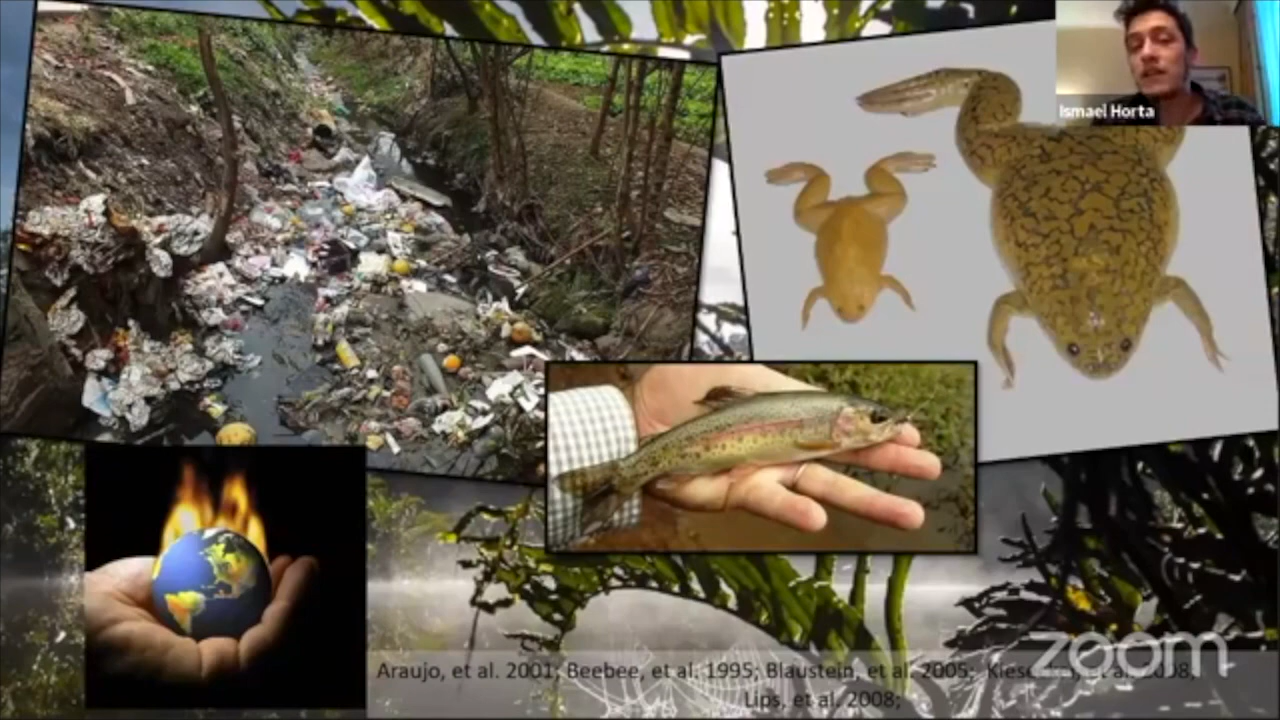 Ismael Horta
zoom
Araujo, et al. 2001; Beebee, et al. 1995; Blaustein, et al. 2005;
Lips, et al. 2008;